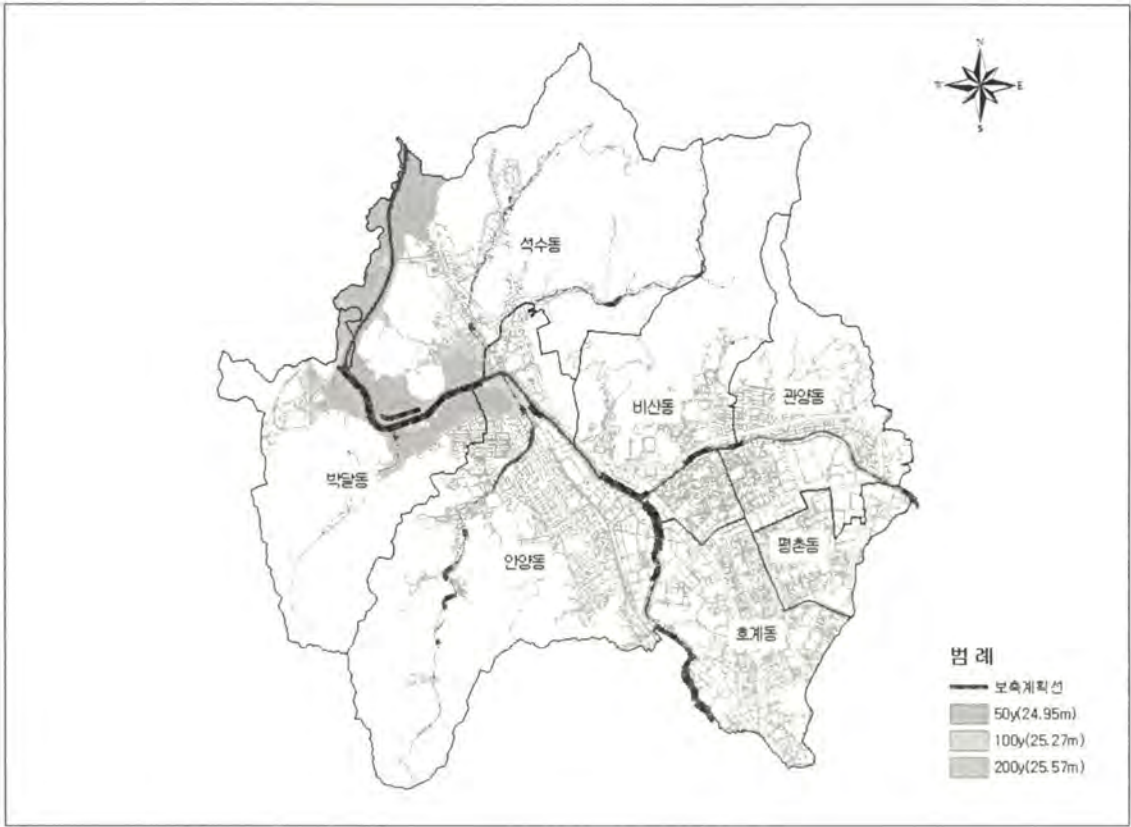 N
E
S
석수동
비산동
관양동
박달동
안양동
평촌동
호계동
범 례
보축계획선
50y(24.95m)
100y(25.27m)
200y(25.57m)